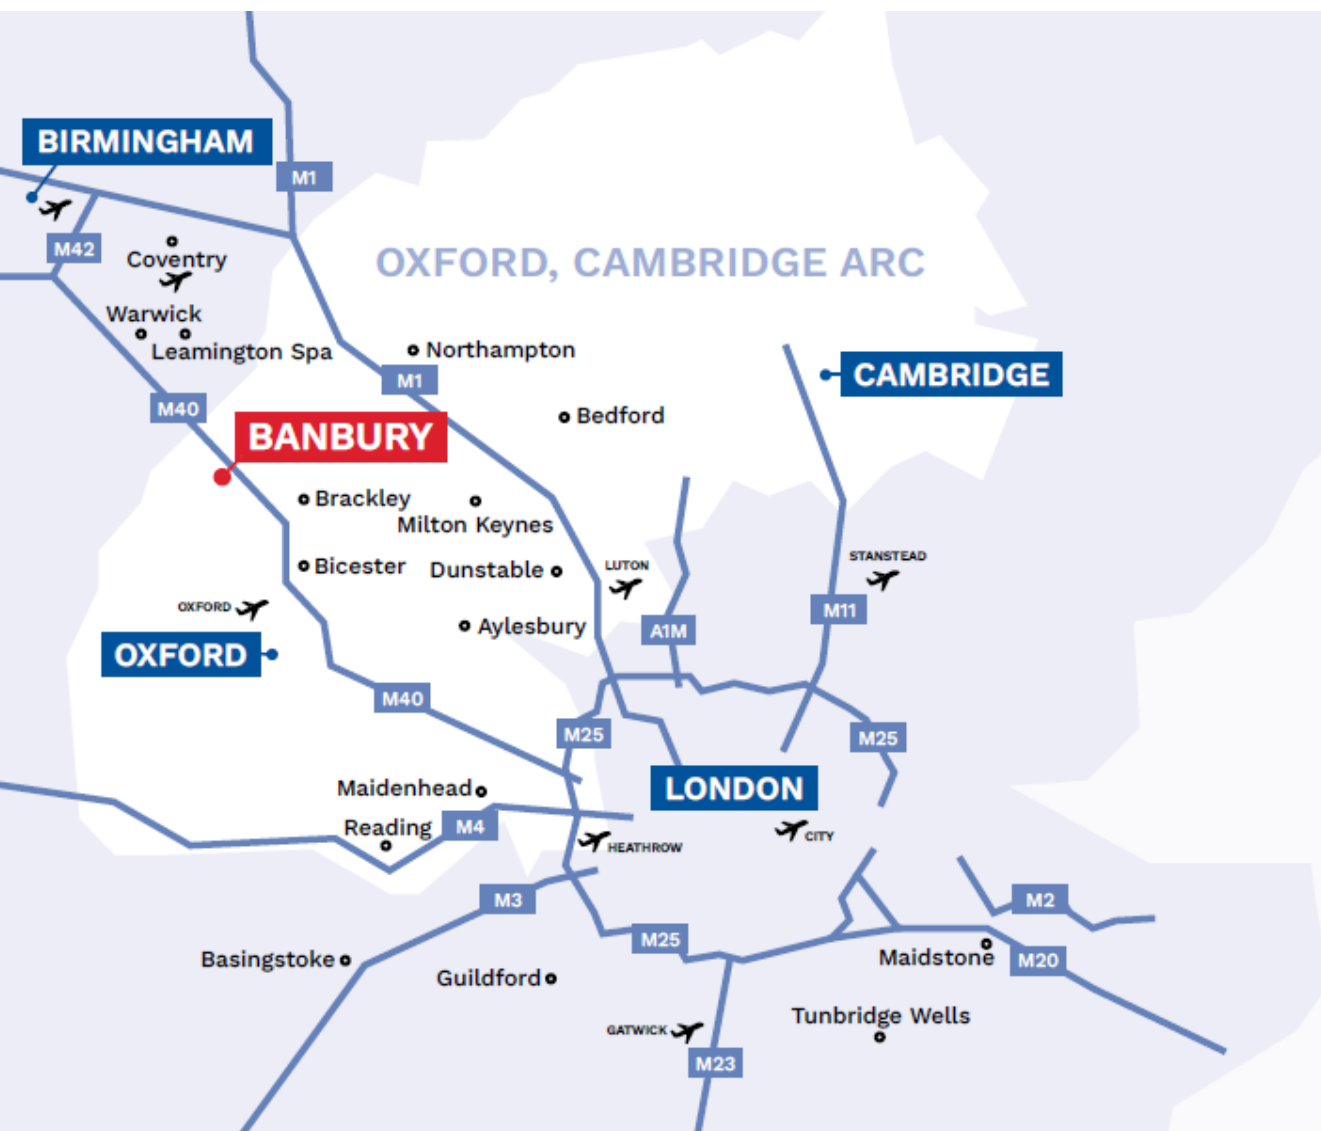 BIRMINGHAM
M1
M42
Coventry
OXFORD, CAMBRIDGE ARC
Warwick
Leamington Spa
Northampton
M1
CAMBRIDGE
M40
Bedford
BANBURY
Brackley
Milton Keynes
STANSTEAD
Bicester
Dunstable
LUTON
OXFORD
M11
Aylesbury
A1M
OXFORD
M40
M25
M25
Maidenhead
LONDON
Reading
M4
CITY
HEATHROW
M3
M2
M25
Basingstoke
Maidstone
M20
Guildford
Tunbridge Wells
GATWICK
M23